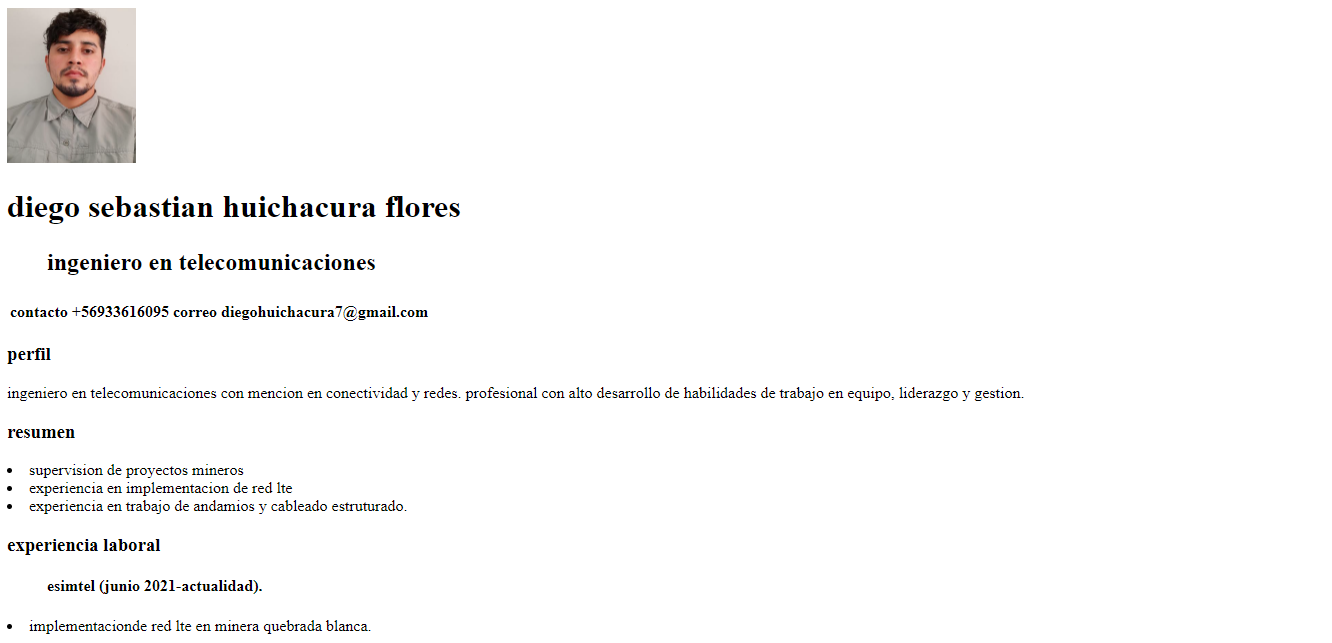 diego sebastian huichacura flores
ingeniero en telecomunicaciones
contacto +56933616095 correo diegohuichacura7@gmail.com
perfil
ingeniero en telecomunicaciones con mencion en conectividad y redes. profesional con alto desarrollo de habilidades de trabajo en equipo, liderazgo y gestion.
resumen
• supervision de proyectos mineros
• experiencia en implementacion de red lte
• experiencia en trabajo de andamios y cableado estruturado.
experiencia laboral
esimtel (junio 2021-actualidad).
• implementacionde red lte en minera quebrada blanca.